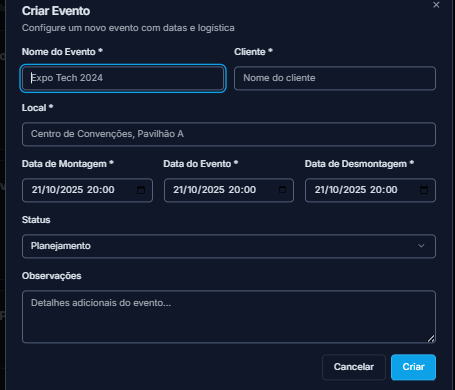 Criar Evento
Configure um novo evento com datas e logística
Nome do Evento * Cliente *
Expo Tech 2024 Nome do cliente
Local *
Centro de Convenções, Pavilhão A
Data de Montagem * Data do Evento * Data de Desmontagem *
21/10/2025 20:00 21/10/2025 20:00 21/10/2025 20:00
Status
Planejamento
Observações
Detalhes adicionais do evento...
Cancelar Criar